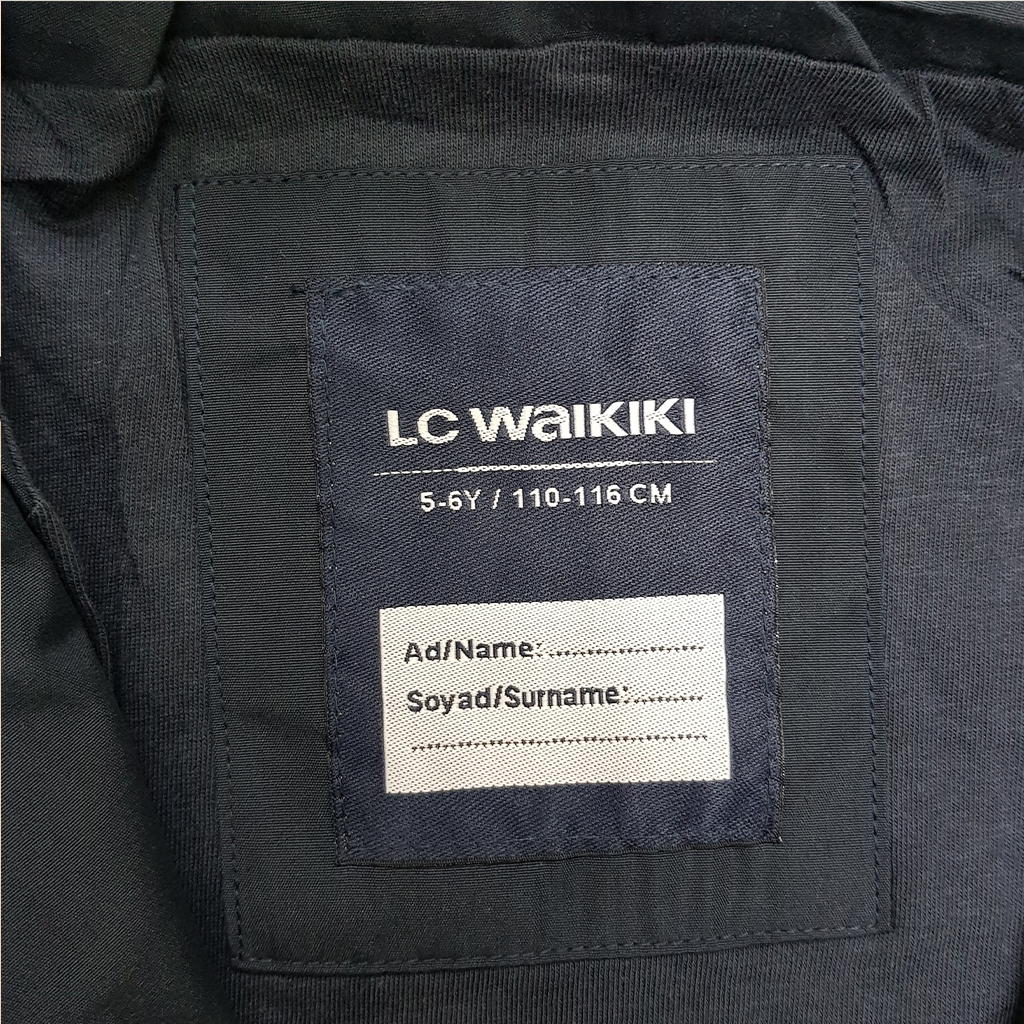 LC WAIKIKI
5-6Y / 110-116 CM
Ad/Name:....................
Soyad/Surname:.........
......................................